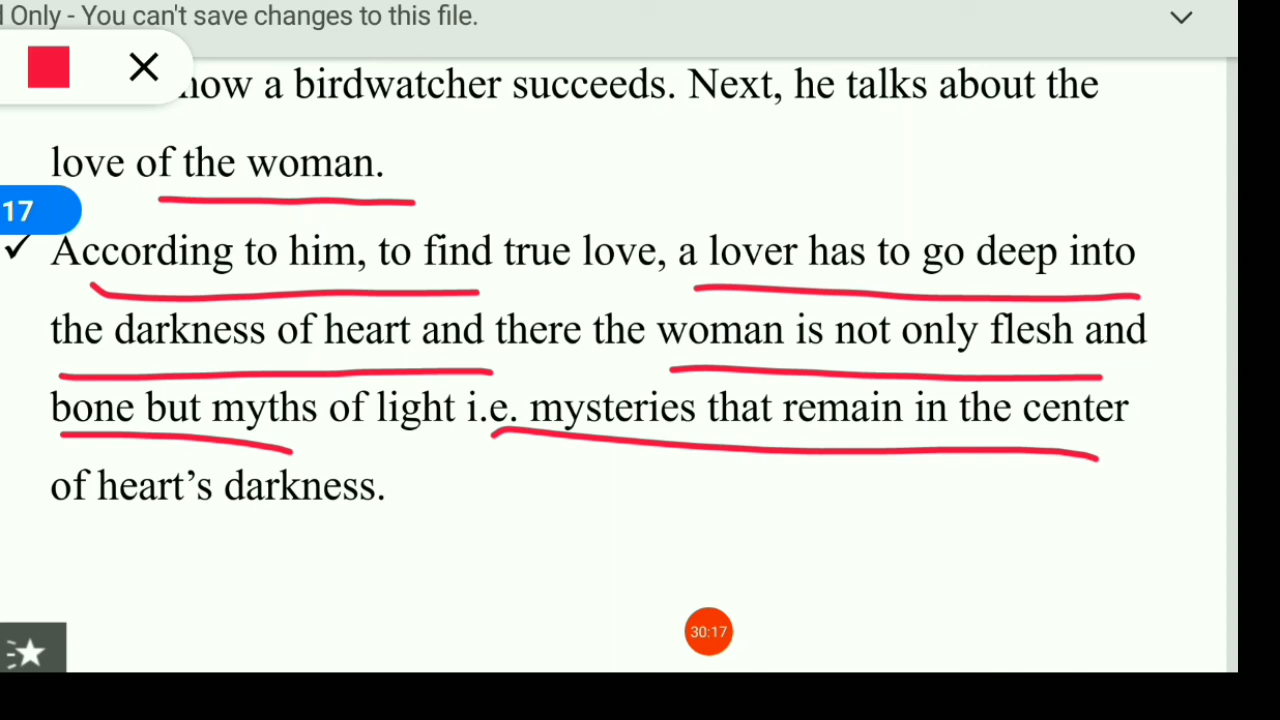 l Only - You can't save changes to this file.
how a birdwatcher succeeds. Next, he talks about the
love of the woman.
17
✓ According to him, to find true love, a lover has to go deep into
the darkness of heart and there the woman is not only flesh and
bone but myths of light i.e. mysteries that remain in the center
of heart’s darkness.
30:17